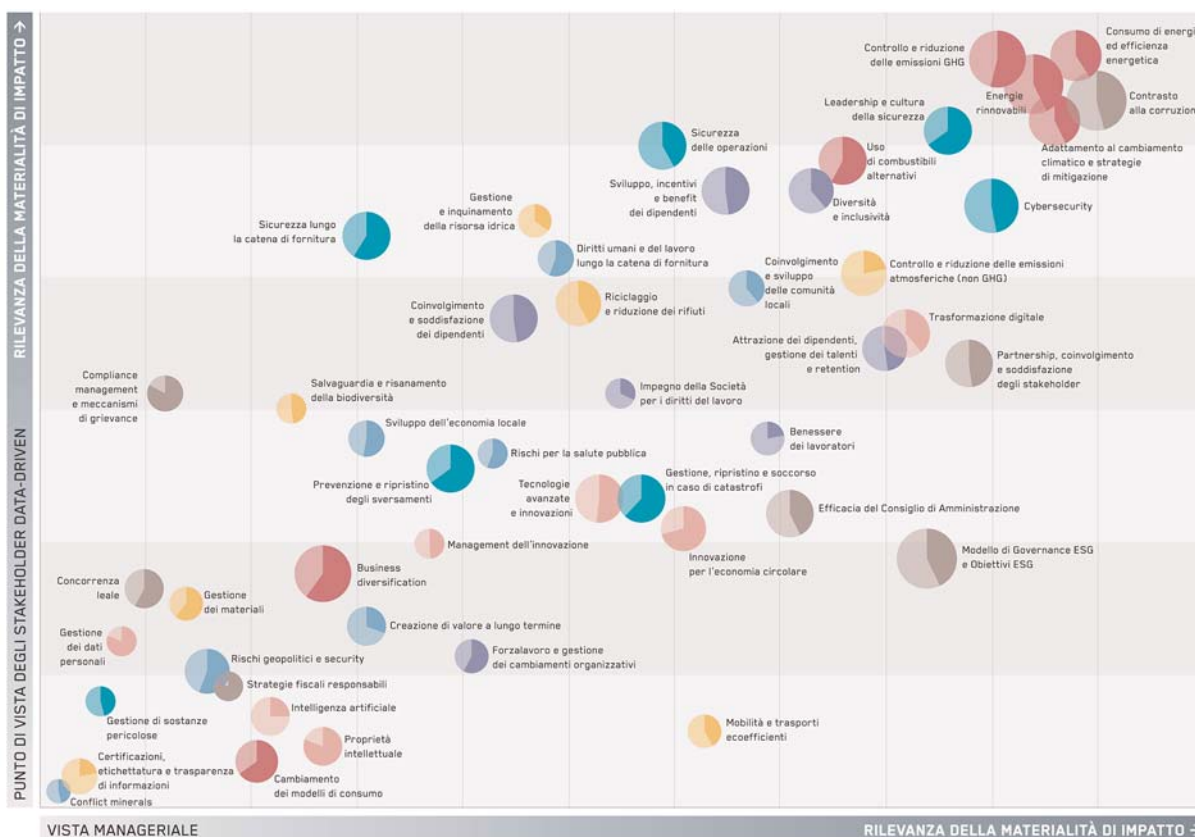 RILEVANZA DELLA MATERIALITÀ DI IMPATTO →
PUNTO DI VISTA DEGLI STAKEHOLDER DATA-DRIVEN
Controllo e riduzione
delle emissioni GHG
Consumo di energi
ed efficienza
energetica
Energie
rinnovabili
Contrasto
alla corruzion
Leadership e cultura
della sicurezza
Adattamento al cambiamento
climatico e strategie
di mitigazione
Sicurezza
delle operazioni
Uso
di combustibili
alternativi
Sviluppo, incentivi
e benefit
dei dipendenti
Diversità
e inclusività
Cybersecurity
Gestione
e inquinamento
della risorsa idrica
Sicurezza lungo
la catena di fornitura
Diritti umani e del lavoro
lungo la catena di fornitura
Coinvolgimento
e sviluppo
delle comunità
locali
Controllo e riduzione delle emissioni
atmosferiche (non GHG)
Coinvolgimento
e soddisfazione
dei dipendenti
Riciclaggio
e riduzione dei rifiuti
Trasformazione digitale
Attrazione dei dipendenti,
gestione dei talenti
e retention
Partnership, coinvolgimento
e soddisfazione
degli stakeholder
Compliance
management
e meccanismi
di grievance
Salvaguardia e risanamento
della biodiversità
Impegno della Società
per i diritti del lavoro
Sviluppo dell'economia locale
Benessere
dei lavoratori
Rischi per la salute pubblica
Prevenzione e ripristino
degli sversamenti
Tecnologie
avanzate
e innovazioni
Gestione, ripristino e soccorso
in caso di catastrofi
Efficacia del Consiglio di Amministrazione
Management dell'innovazione
Innovazione
per l'economia circolare
Modello di Governance ESG
e Obiettivi ESG
Business
diversification
Concorrenza
leale
Gestione
dei materiali
Creazione di valore a lungo termine
Gestione
dei dati
personali
Forzalavoro e gestione
dei cambiamenti organizzativi
Rischi geopolitici e security
Strategie fiscali responsabili
Gestione di sostanze
pericolose
Intelligenza artificiale
Proprietà
intellettuale
Mobilità e trasporti
ecoefficienti
Certificazioni,
etichettatura e trasparenza
di informazioni
Cambiamento
dei modelli di consumo
Conflict minerals
VISTA MANAGERIALE
RILEVANZA DELLA MATERIALITÀ DI IMPATTO →